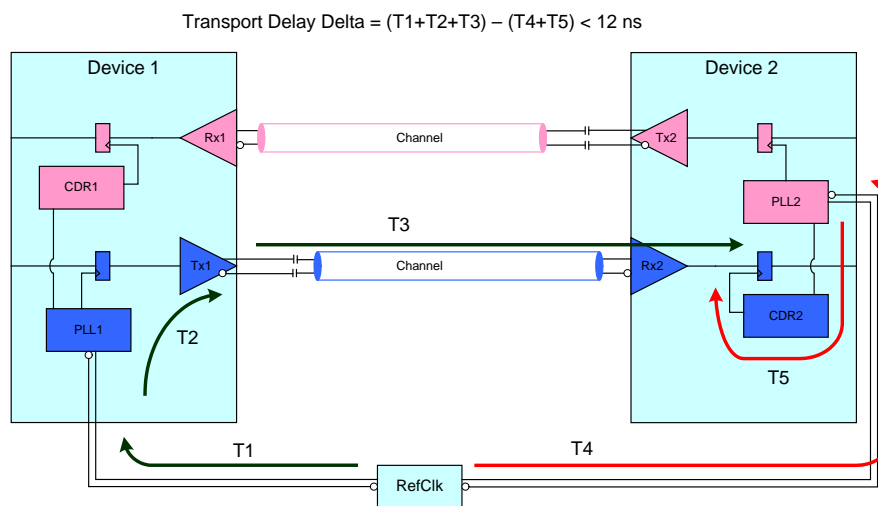 Transport Delay Delta = (T1+T2+T3) – (T4+T5) < 12 ns
Device 1
Device 2
Rx1
Channel
Tx2
CDR1
PLL2
T3
Tx1
Channel
Rx2
PLL1
T2
CDR2
T5
T1
T4
RefClk